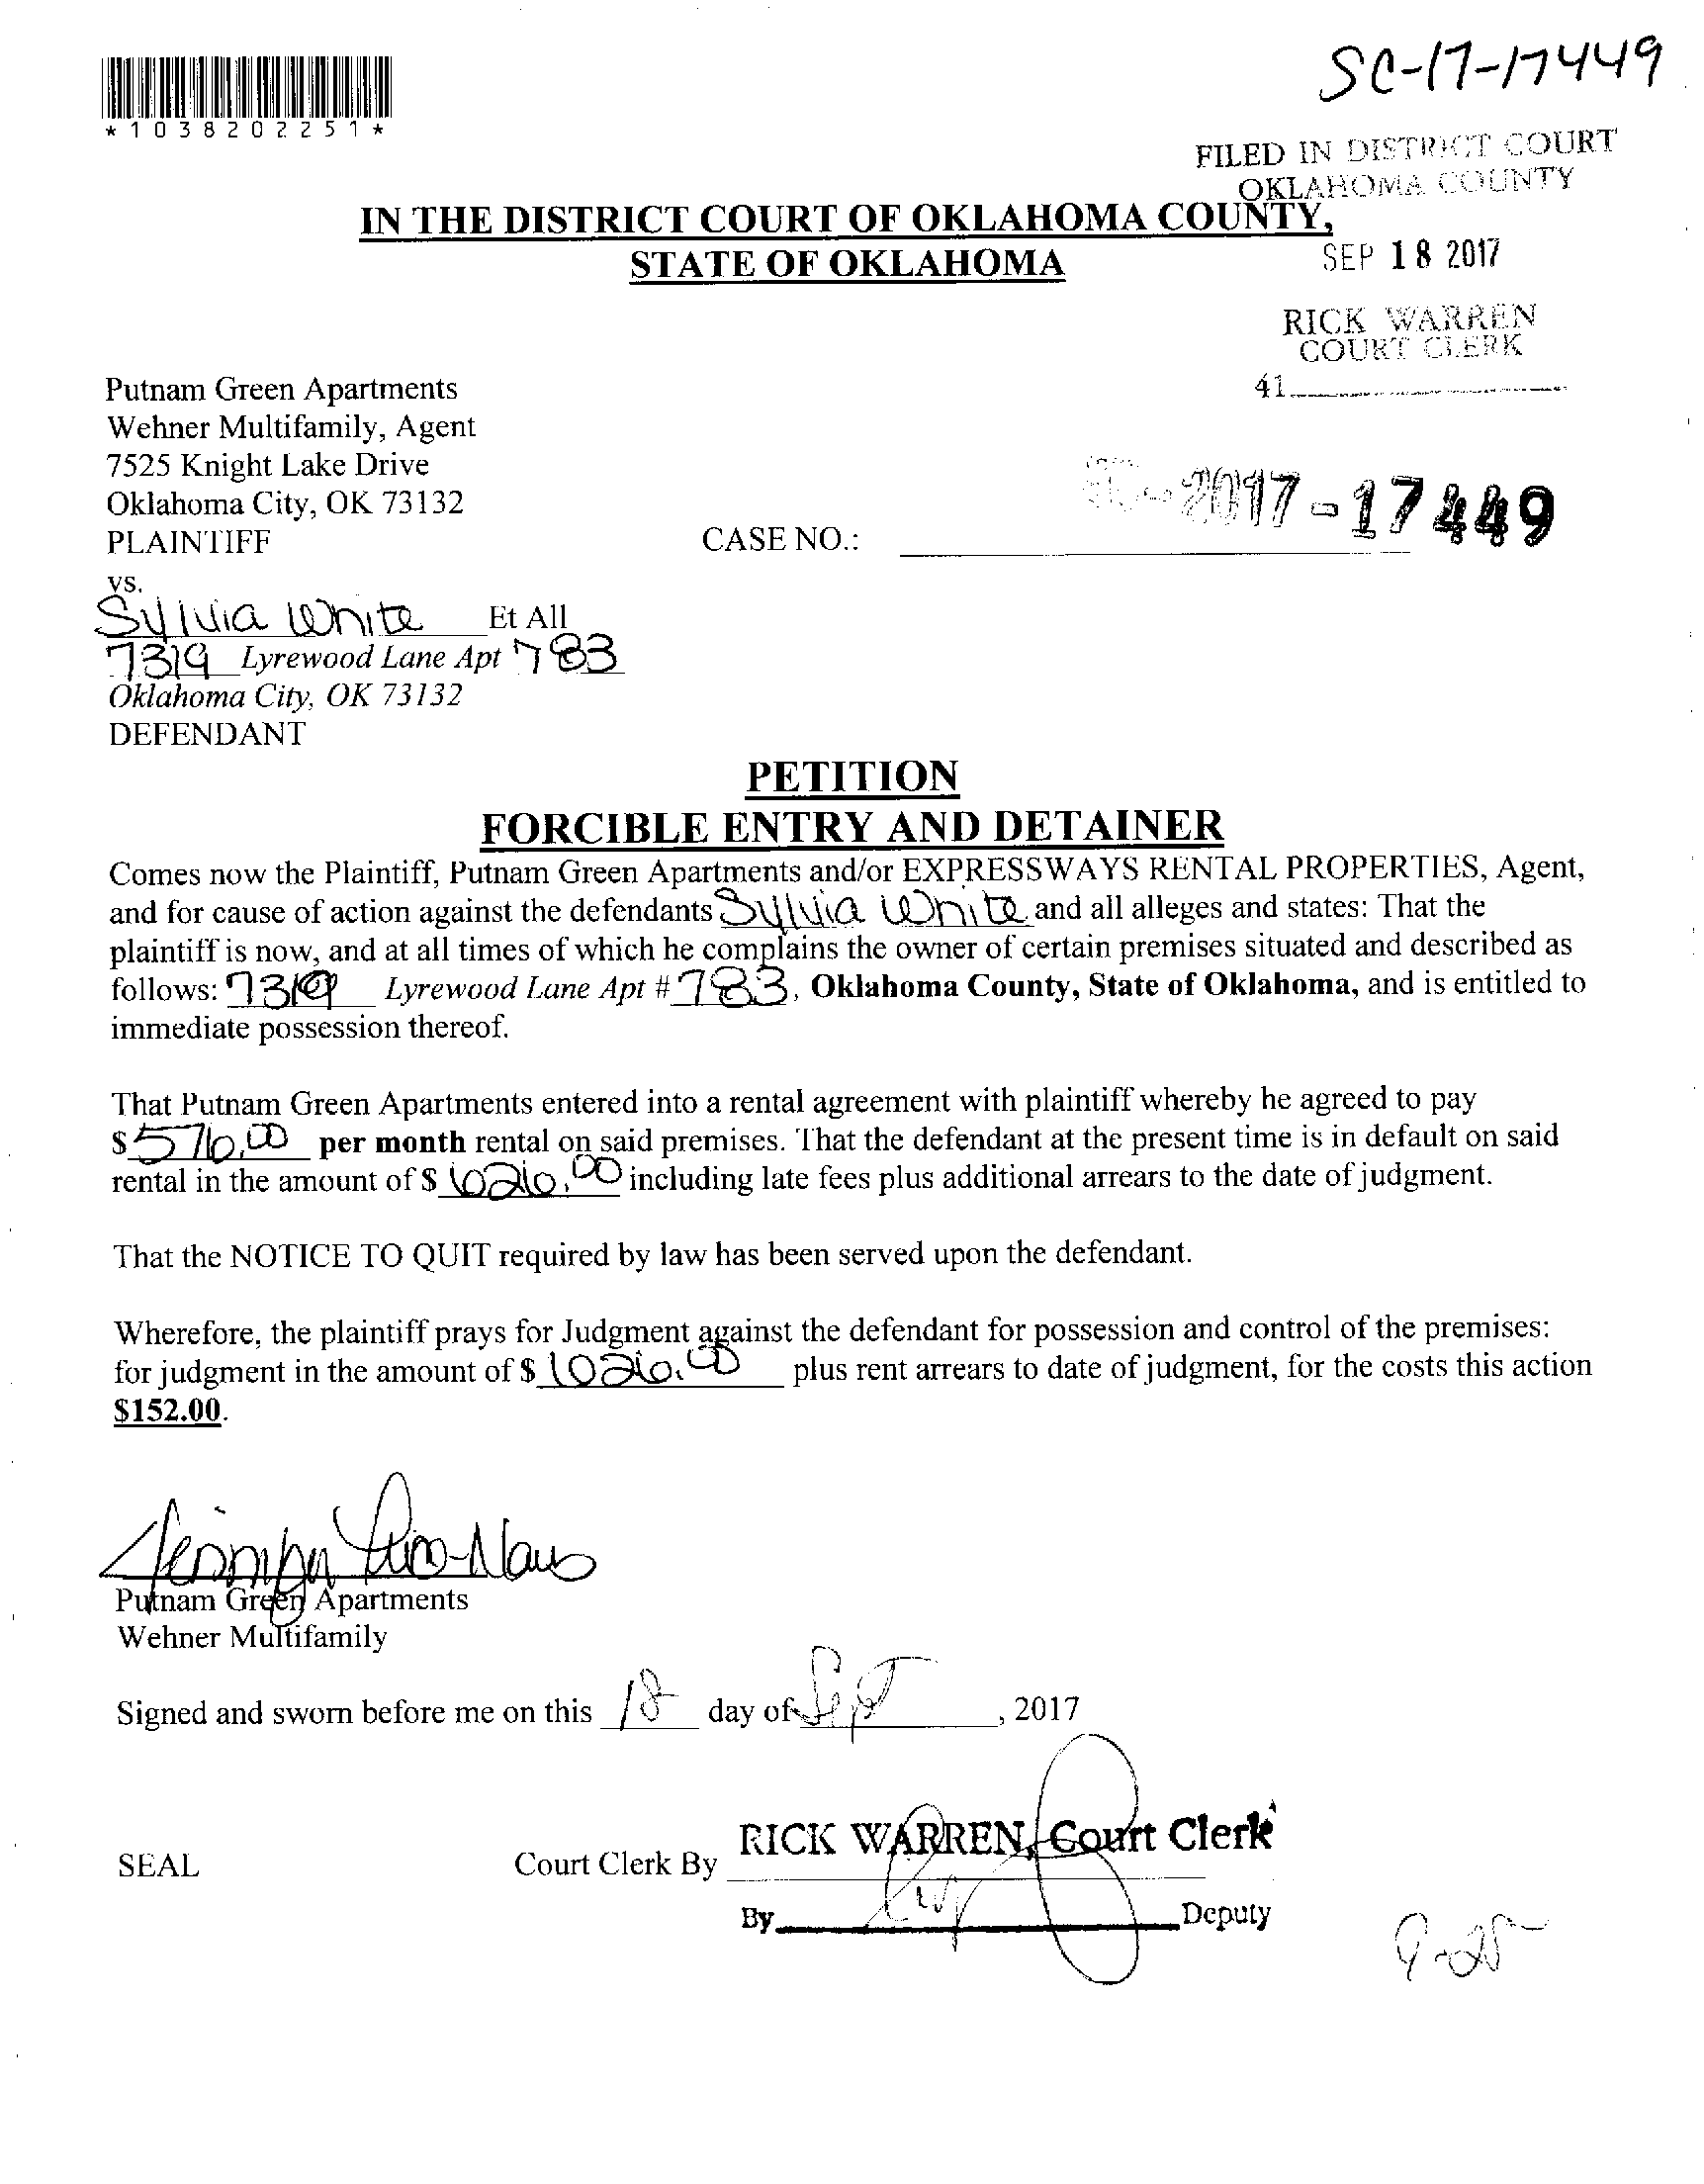 SC-17-17449
*1038202251*
FILED IN DISTRICT COURT
OKLAHOMA COUNTY
IN THE DISTRICT COURT OF OKLAHOMA COUNTY,
STATE OF OKLAHOMA
SEP 18 2017
RICK WARREN
COURT CLERK
41
Putnam Green Apartments
Wehner Multifamily, Agent
7525 Knight Lake Drive
Oklahoma City, OK 73132
PLAINTIFF
CASE NO.: -2017-17449
vs.
Sylvia White Et All
7319 Lyrewood Lane Apt 783
Oklahoma City, OK 73132
DEFENDANT
PETITION
FORCIBLE ENTRY AND DETAINER
Comes now the Plaintiff, Putnam Green Apartments and/or EXPRESSWAYS RENTAL PROPERTIES, Agent,
and for cause of action against the defendants Sylvia White and all alleges and states: That the
plaintiff is now, and at all times of which he complains the owner of certain premises situated and described as
follows: 7319 Lyrewood Lane Apt # 783, Oklahoma County, State of Oklahoma, and is entitled to
immediate possession thereof.
That Putnam Green Apartments entered into a rental agreement with plaintiff whereby he agreed to pay
$ 576.00 per month rental on said premises. That the defendant at the present time is in default on said
rental in the amount of $ 1026.00 including late fees plus additional arrears to the date of judgment.
That the NOTICE TO QUIT required by law has been served upon the defendant.
Wherefore, the plaintiff prays for Judgment against the defendant for possession and control of the premises:
for judgment in the amount of $ 1026.00 plus rent arrears to date of judgment, for the costs this action
$152.00.
Putnam Green Apartments
Wehner Multifamily
Signed and sworn before me on this 18 day of Sept, 2017
RICK WARREN, Court Clerk
SEAL Court Clerk By
By Deputy
9-25